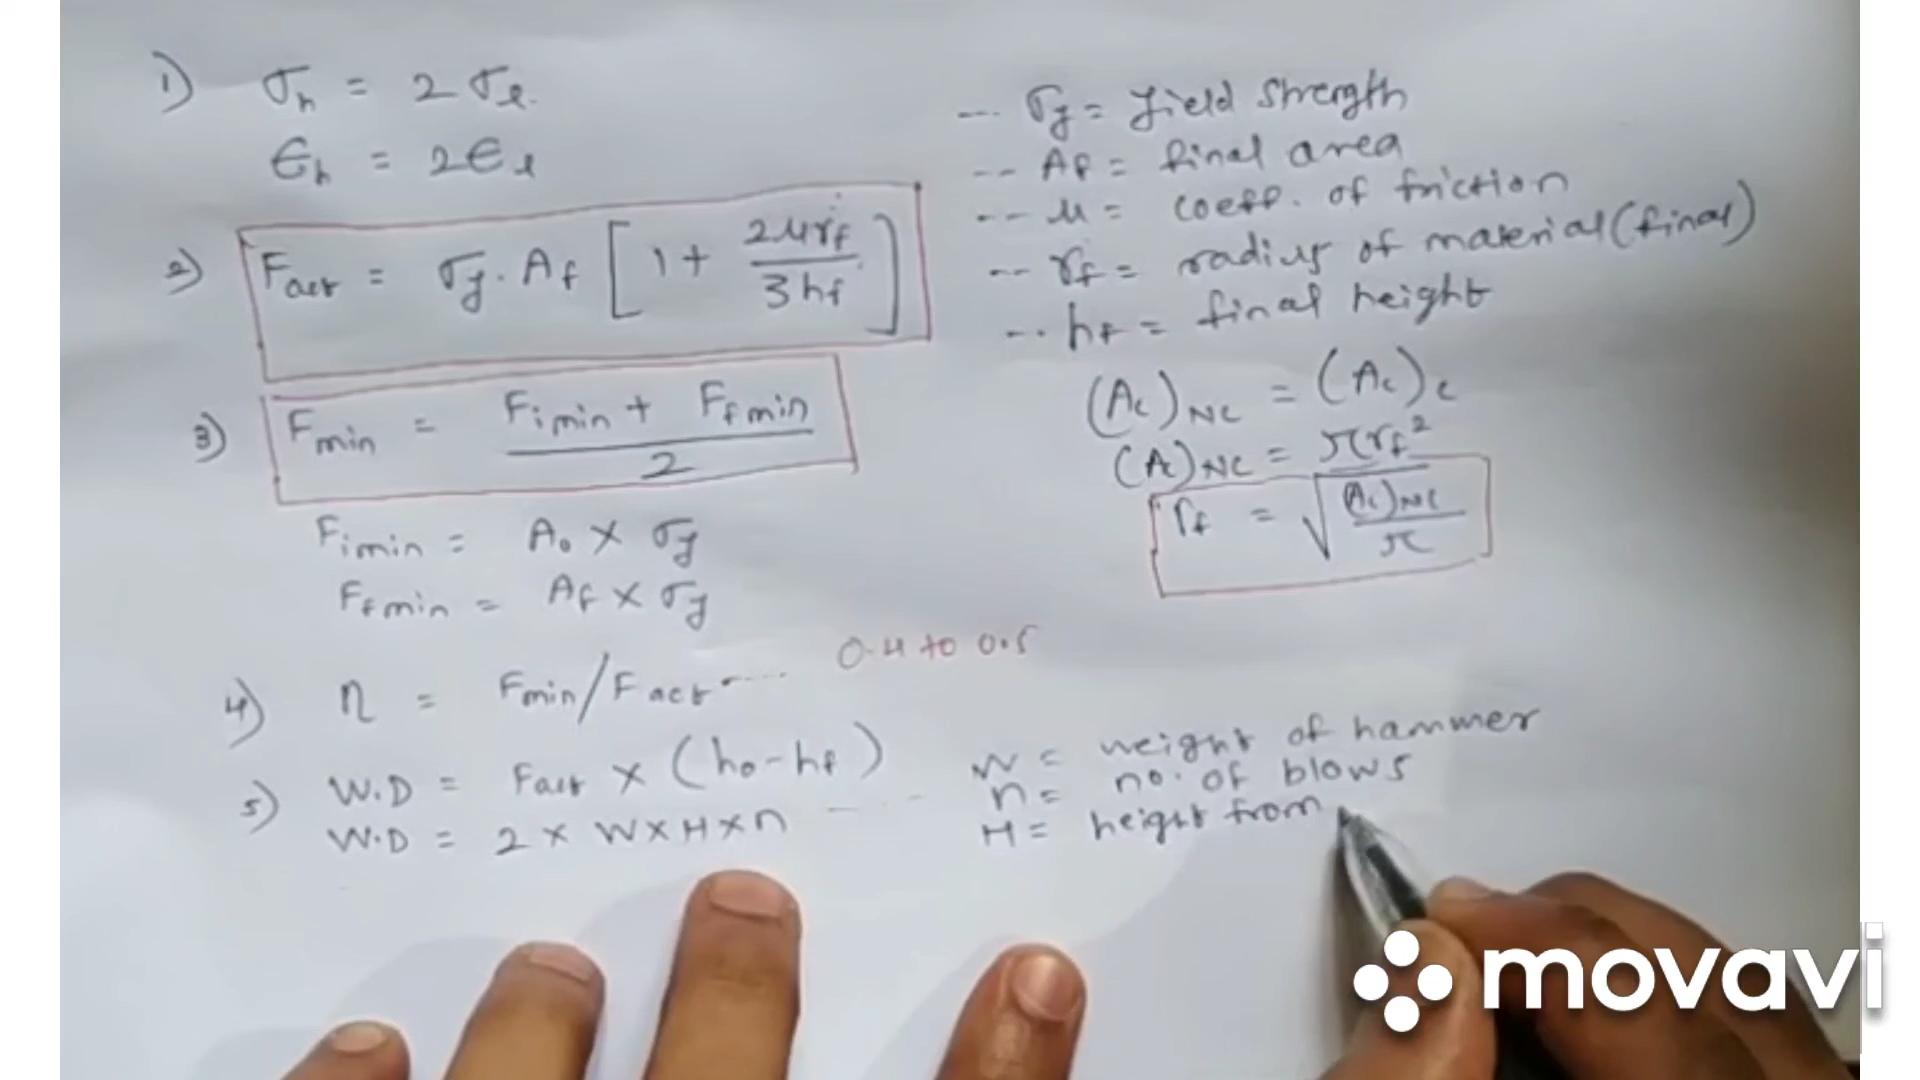 1) σh = 2 σl.
∈h = 2∈l
2) Fact = σy . Af [ 1 + 2μrf / 3hf ]
3) Fmin = Fimin + Ffmin / 2
Fimin = A₀ × σy
Ffmin = Af × σy
4) η = Fmin/Fact ..... 0.4 to 0.5
5) W.D = Fact × (h₀ - hf)
W.D = 2 × W × H × n -----
--- σy = yield strength
-- Af = final area
-- μ = coeff. of friction
-- rf = radius of material (final)
-- hf = final height
(Ac)NC = (Ac)c
(Ac)NC = πrf²
rf = √(Ac)NC / π
W = weight of hammer
n = no. of blows
H = height from
movavi